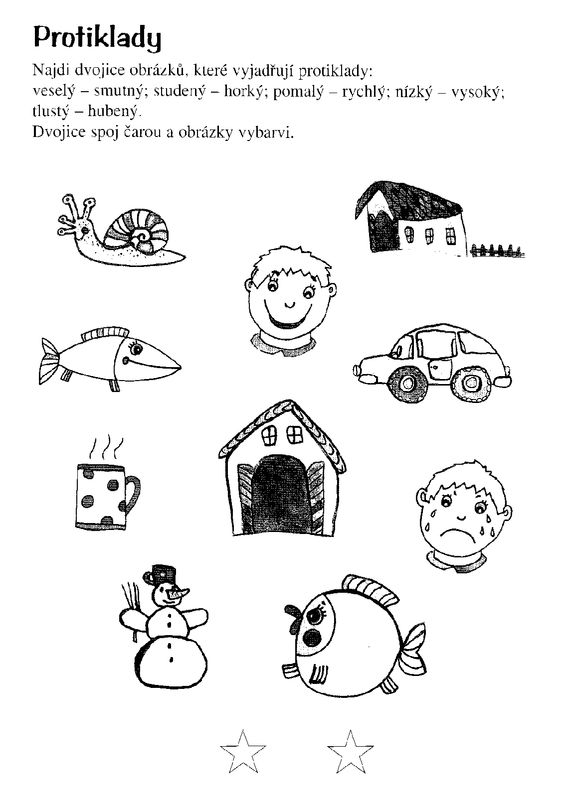 Protiklady
Najdi dvojice obrázků, které vyjadřují protiklady:
veselý – smutný; studený – horký; pomalý – rychlý; nízký – vysoký;
tlustý – hubený.
Dvojice spoj čarou a obrázky vybarvi.